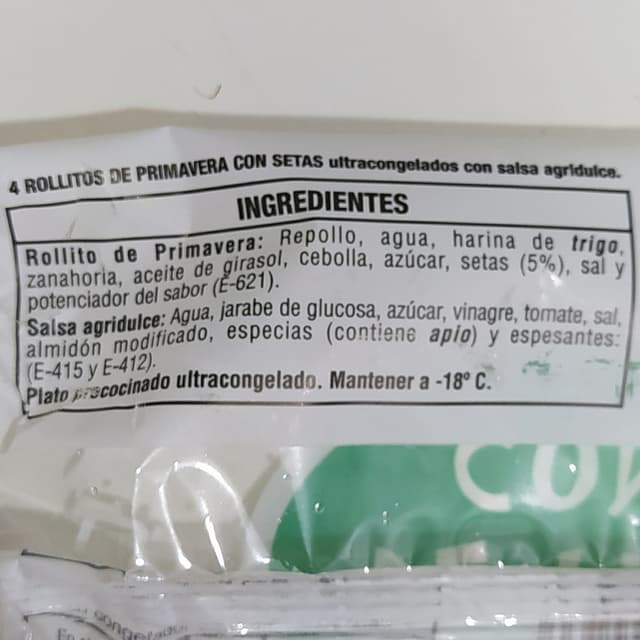 4 ROLLITOS DE PRIMAVERA CON SETAS ultracongelados con salsa agridulce.
INGREDIENTES
Rollito de Primavera: Repollo, agua, harina de trigo,
zanahoria, aceite de girasol, cebolla, azúcar, setas (5%), sal y
potenciador del sabor (E-621).
Salsa agridulce: Agua, jarabe de glucosa, azúcar, vinagre, tomate, sal,
almidón modificado, especias (contiene apio) y espesantes:
(E-415 y E-412).
Plato precocinado ultracongelado. Mantener a -18º C.